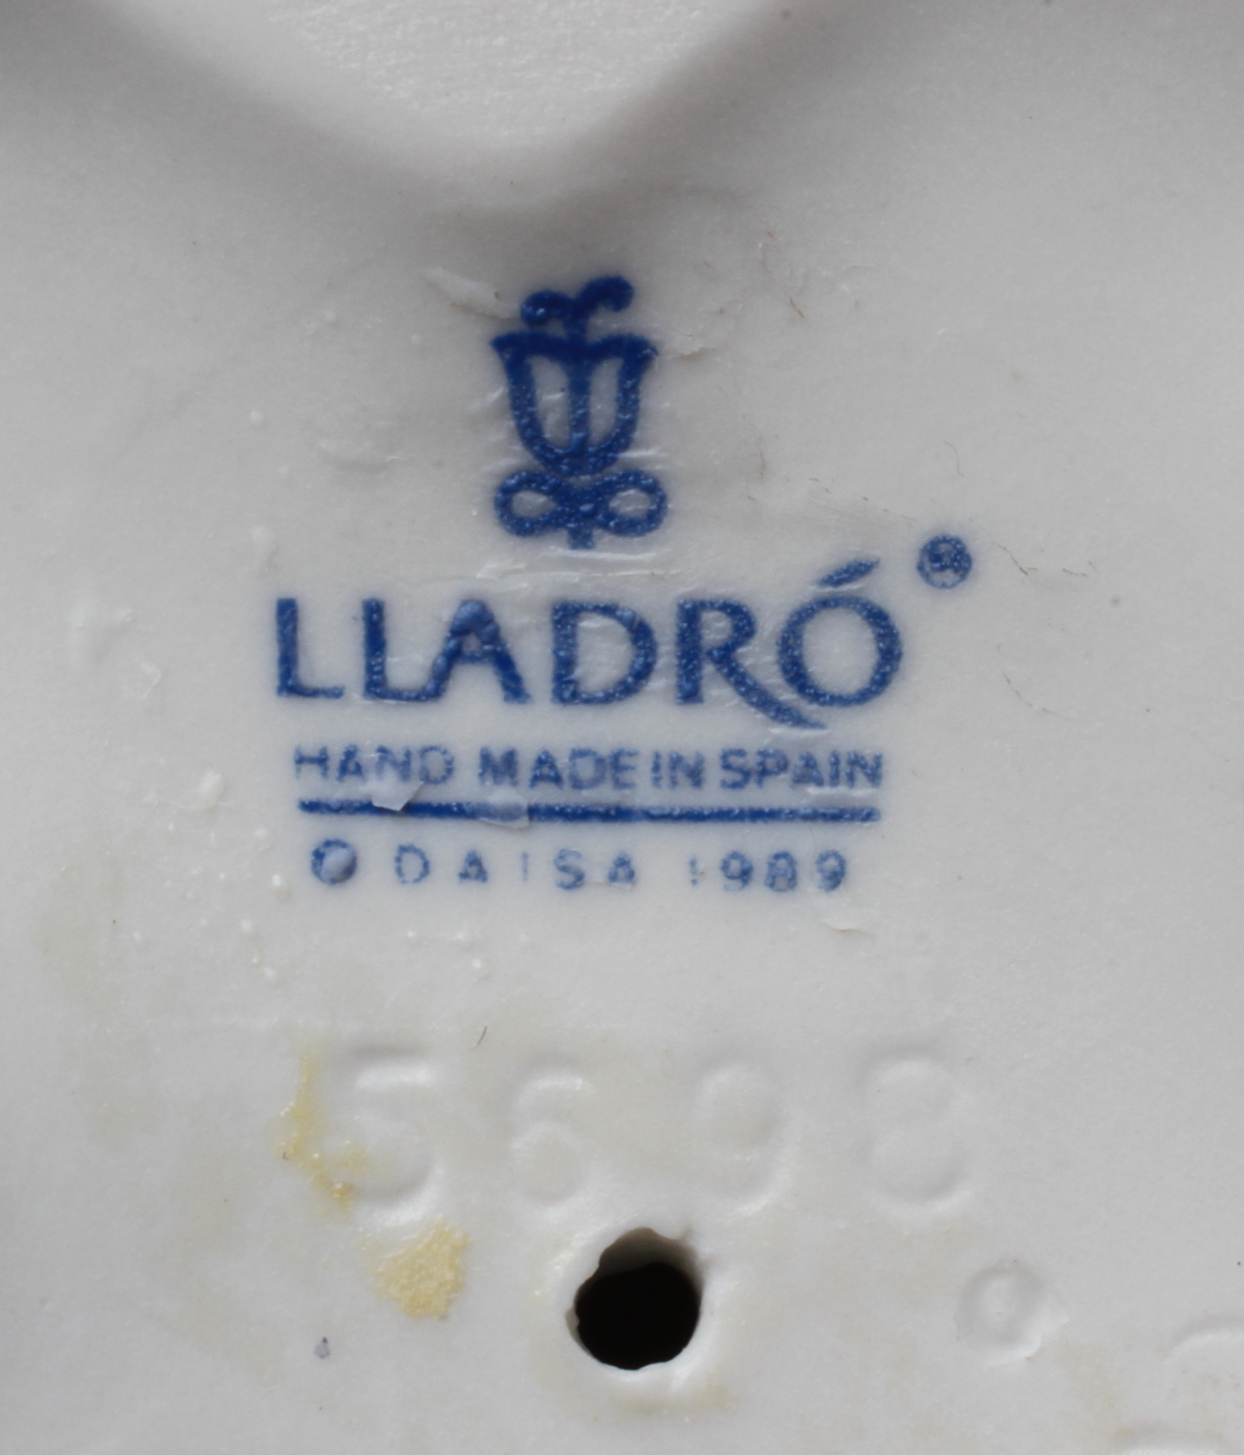 LLADRÓ®
HAND MADE IN SPAIN
© DAISA 1989
5698